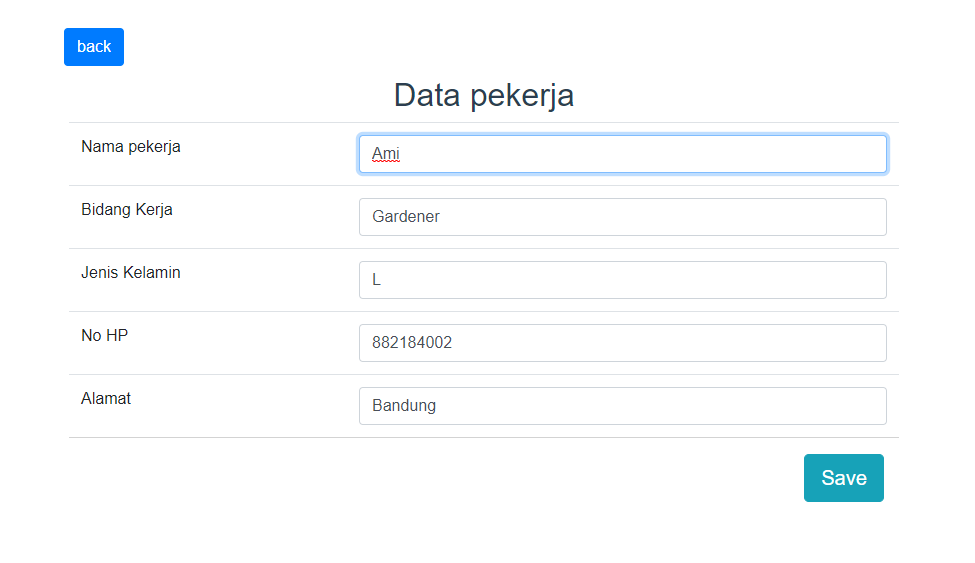 back
Data pekerja
Nama pekerja Ami
Bidang Kerja Gardener
Jenis Kelamin L
No HP 882184002
Alamat Bandung
Save